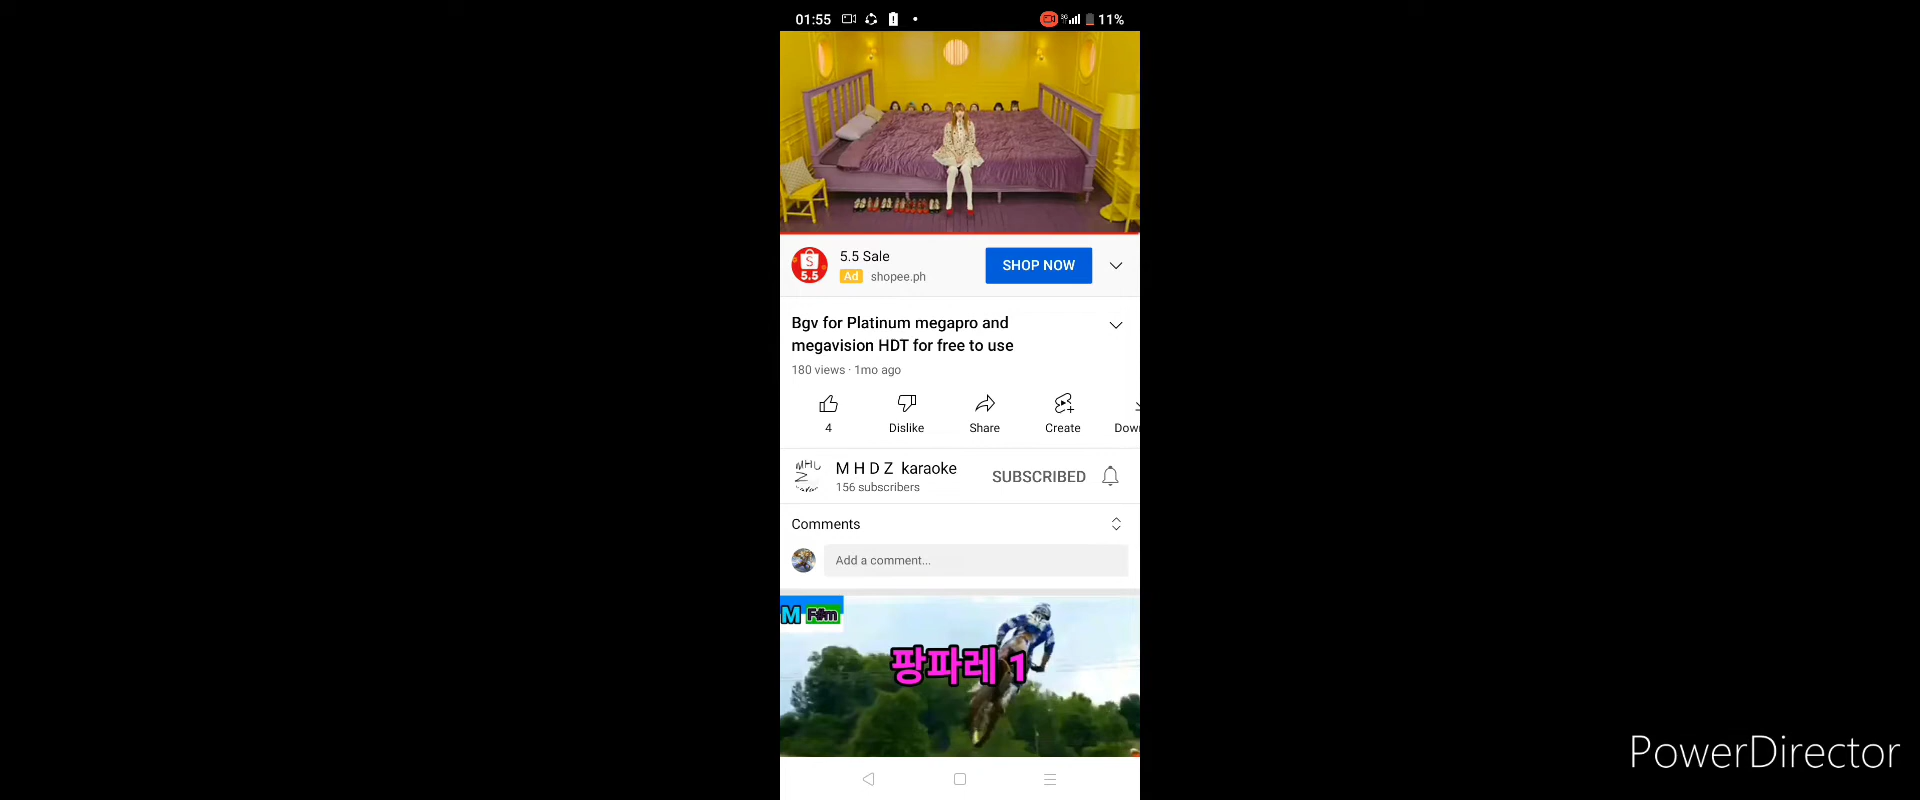 01:55
3G
11%
S
5.5
5.5 Sale
SHOP NOW
Ad shopee.ph
Bgv for Platinum megapro and
megavision HDT for free to use
180 views · 1mo ago
4 Dislike Share Create Down
M H D Z karaoke
SUBSCRIBED
156 subscribers
Comments
Add a comment...
M
팡파레 1
PowerDirector